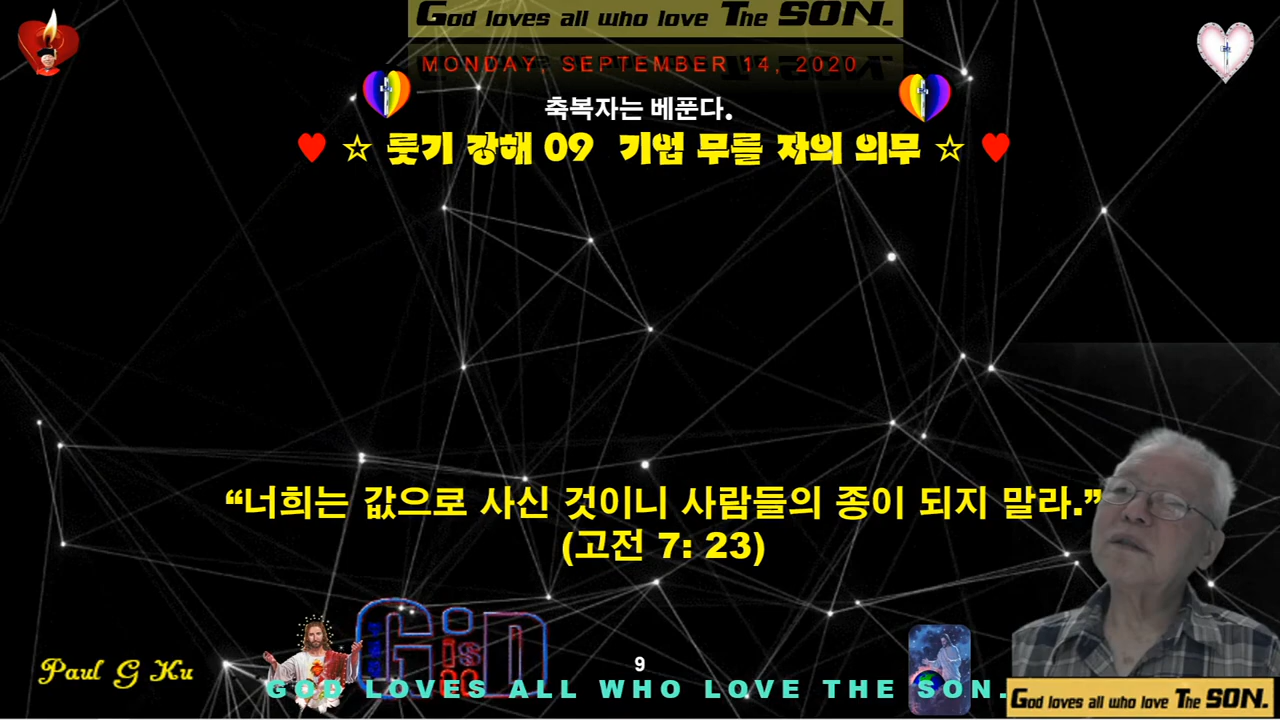 God loves all who love The SON.
MONDAY, SEPTEMBER 14, 2020
축복자는 베푼다.
♥ ☆ 룻기 강해 09 기업 무를 자의 의무 ☆ ♥
“너희는 값으로 사신 것이니 사람들의 종이 되지 말라.”
(고전 7: 23)
Paul G Ku
9
GOD LOVES ALL WHO LOVE THE SON.
God loves all who love The SON.